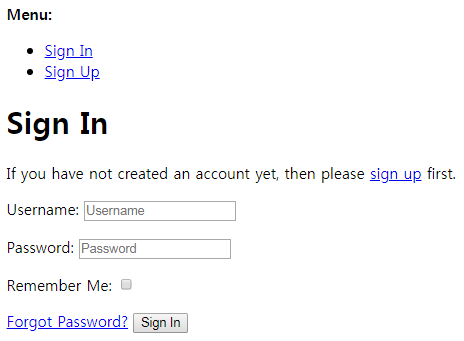 Menu:
Sign In
Sign Up
Sign In
If you have not created an account yet, then please sign up first.
Username: Username
Password: Password
Remember Me:
Forgot Password? Sign In